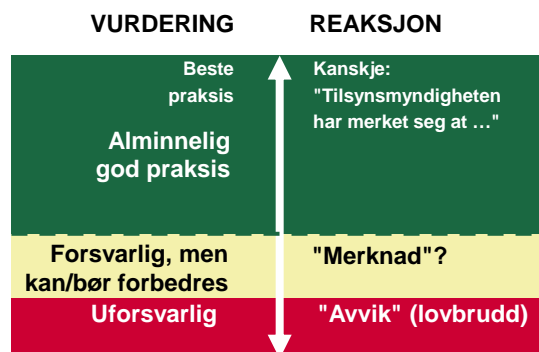 VURDERING
REAKSJON
Beste
praksis
Kanskje:
"Tilsynsmyndigheten
har merket seg at …"
Alminnelig
god praksis
Forsvarlig, men
kan/bør forbedres
"Merknad"?
Uforsvarlig
"Avvik" (lovbrudd)